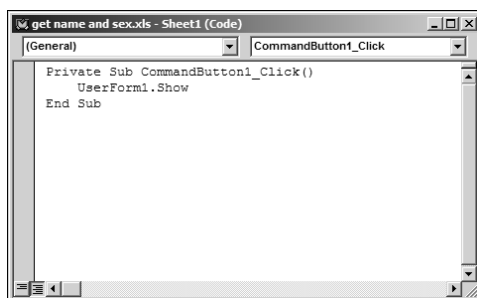 get name and sex.xls - Sheet1 (Code)
(General) CommandButton1_Click
Private Sub CommandButton1_Click()
    UserForm1.Show
End Sub